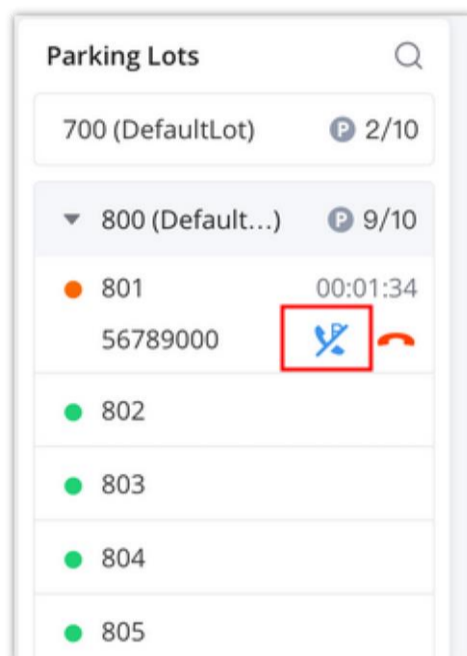 Parking Lots
700 (DefaultLot) P 2/10
800 (Default...) P 9/10
801 00:01:34
56789000 P
802
803
804
805